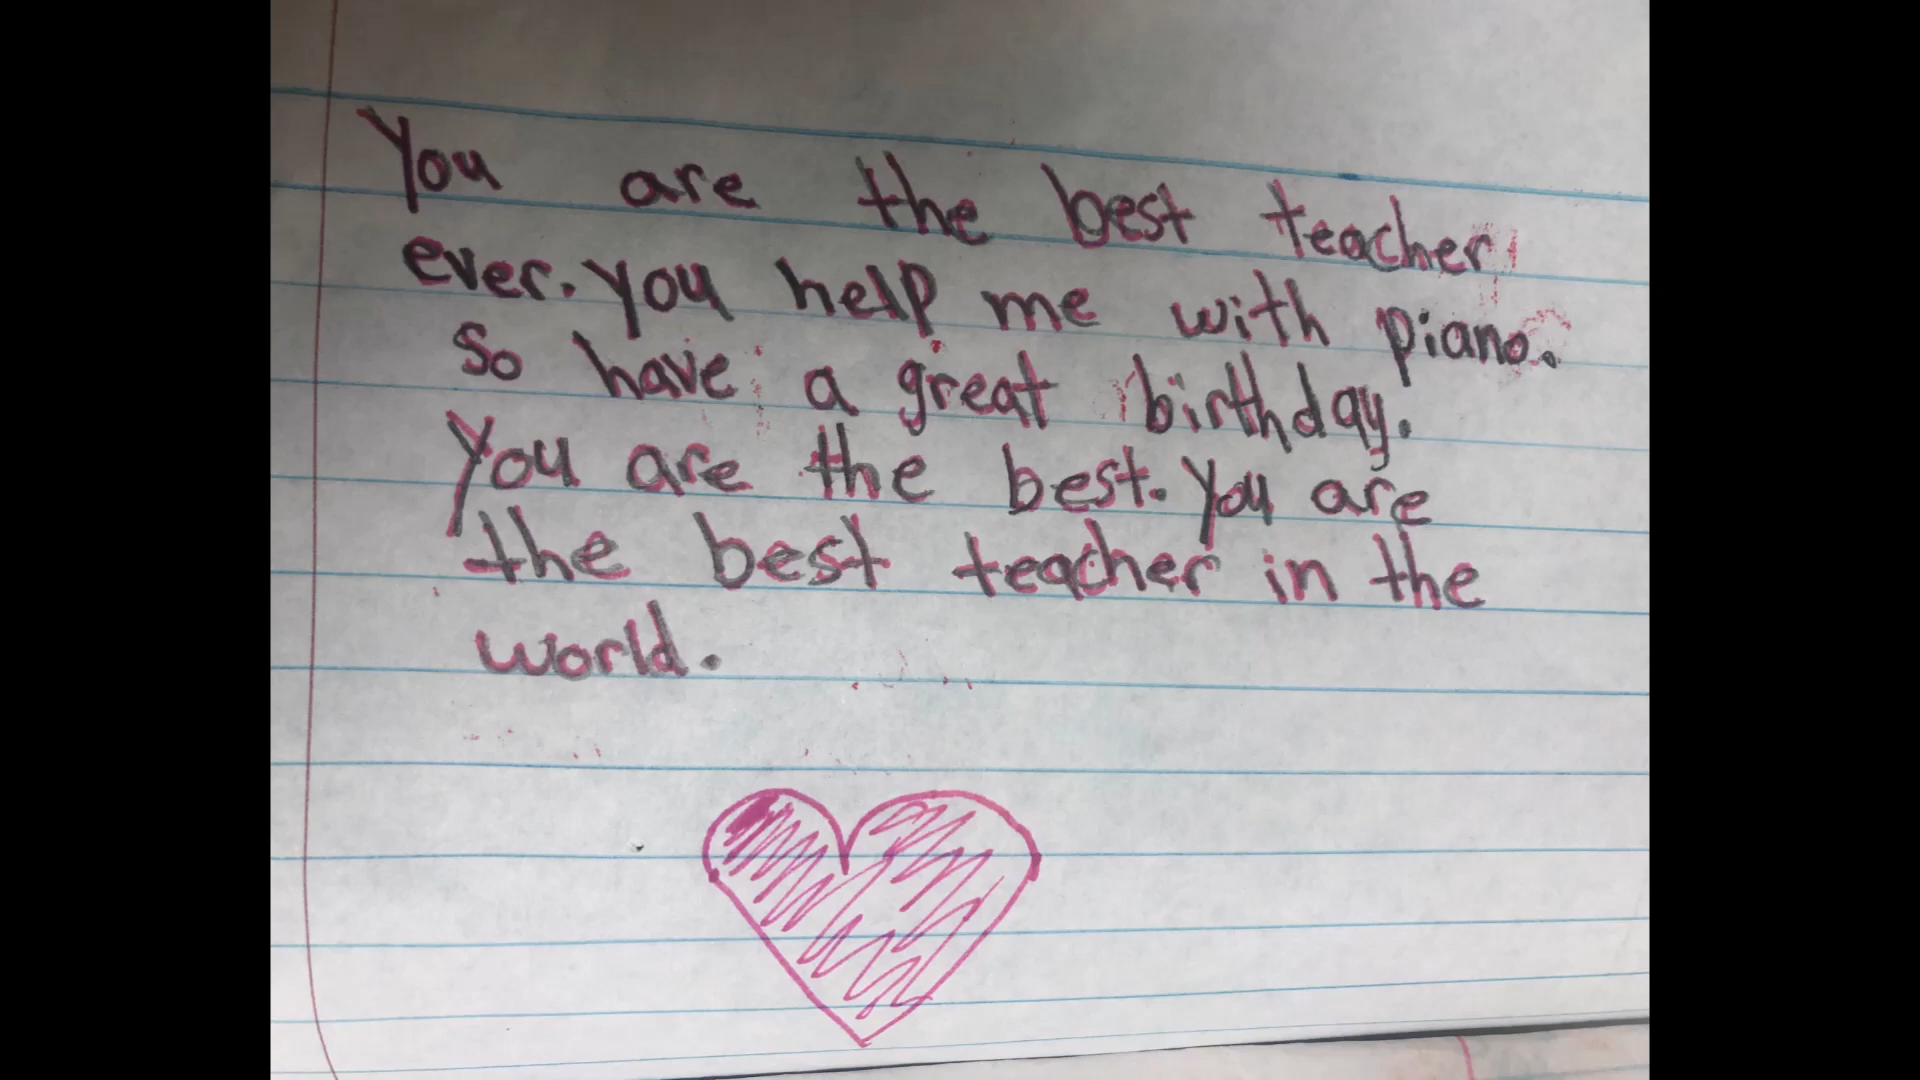 You are the best teacher
ever. You help me with piano.
So have a great birthday.
You are the best. You are
the best teacher in the
world.